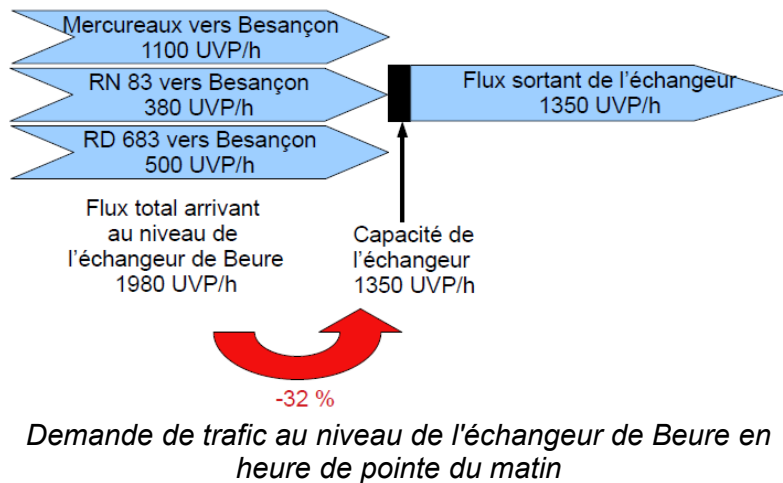 Mercureaux vers Besançon
1100 UVP/h
RN 83 vers Besançon
380 UVP/h
Flux sortant de l'échangeur
1350 UVP/h
RD 683 vers Besançon
500 UVP/h
Flux total arrivant
au niveau de
l'échangeur de Beure
1980 UVP/h
Capacité de
l'échangeur
1350 UVP/h
-32 %
Demande de trafic au niveau de l'échangeur de Beure en
heure de pointe du matin